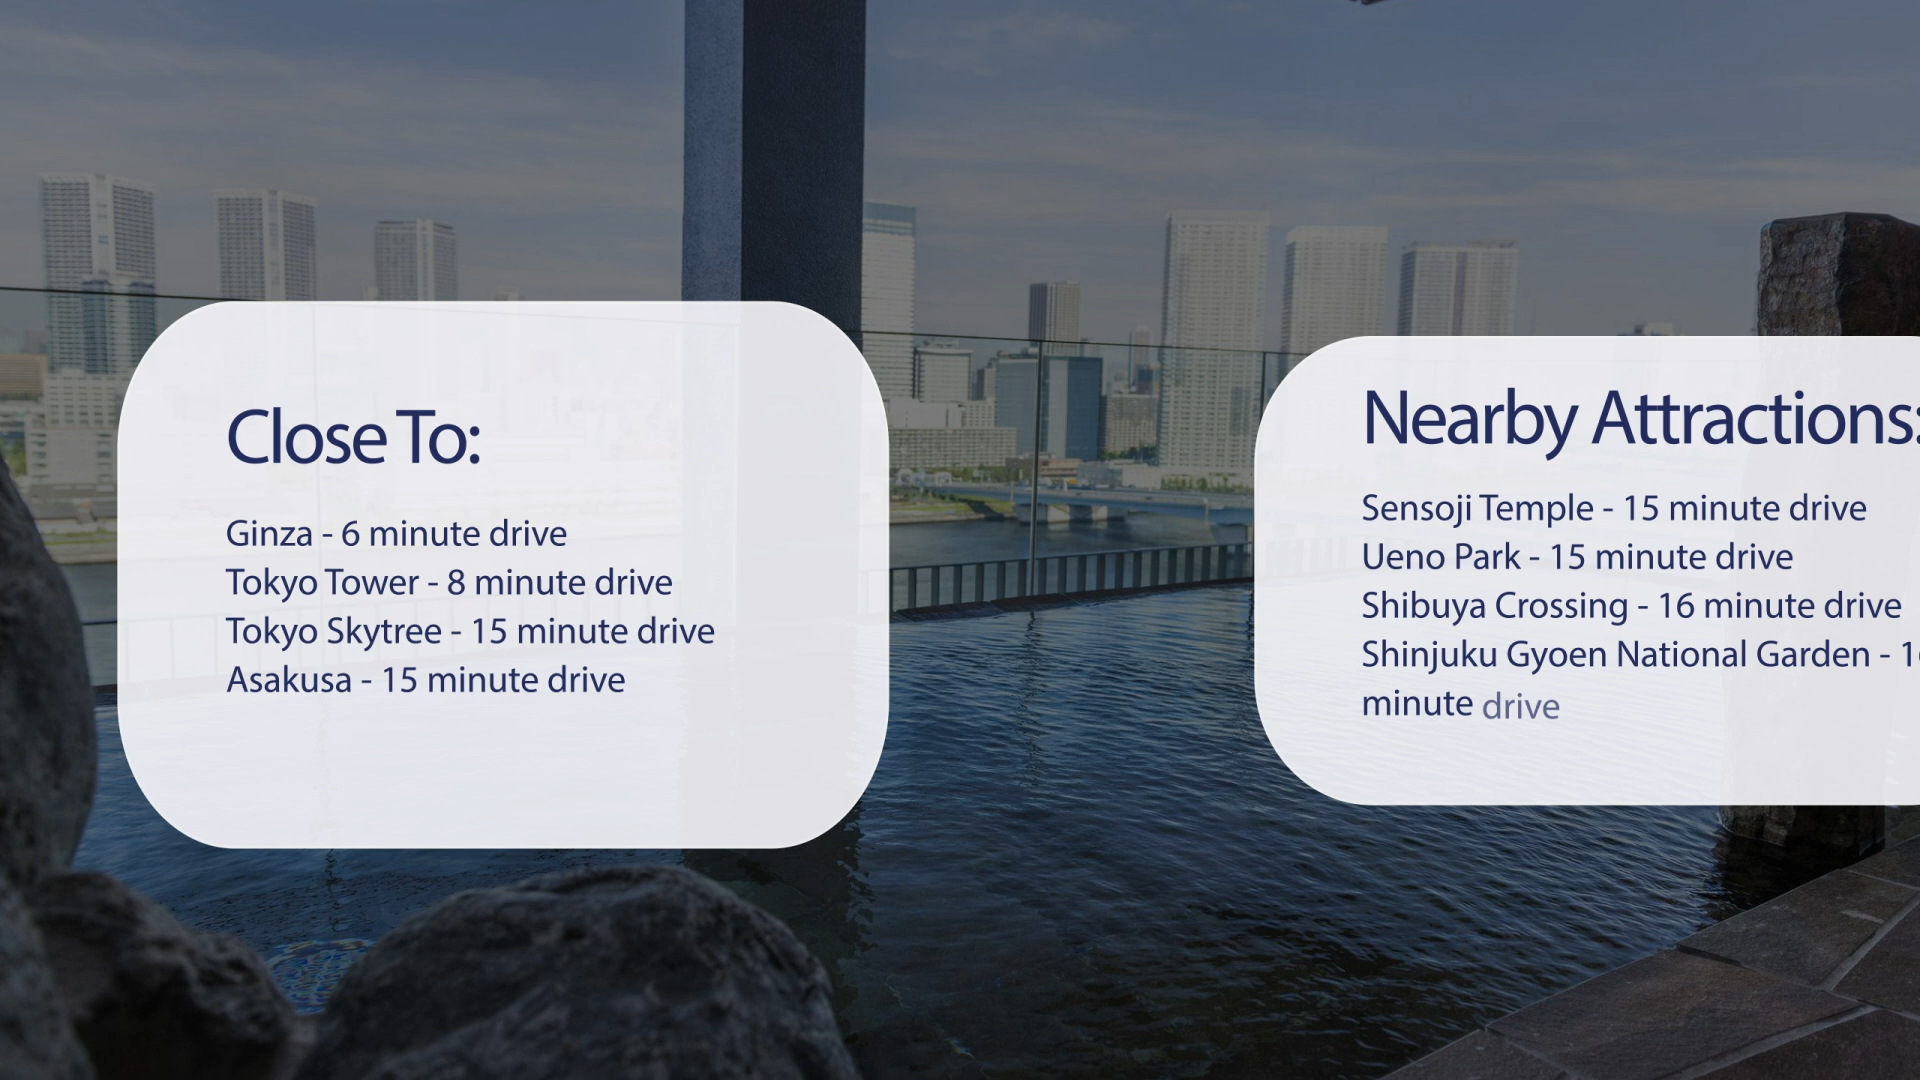 Close To:
Ginza - 6 minute drive
Tokyo Tower - 8 minute drive
Tokyo Skytree - 15 minute drive
Asakusa - 15 minute drive
Nearby Attractions:
Sensoji Temple - 15 minute drive
Ueno Park - 15 minute drive
Shibuya Crossing - 16 minute drive
Shinjuku Gyoen National Garden -
minute drive